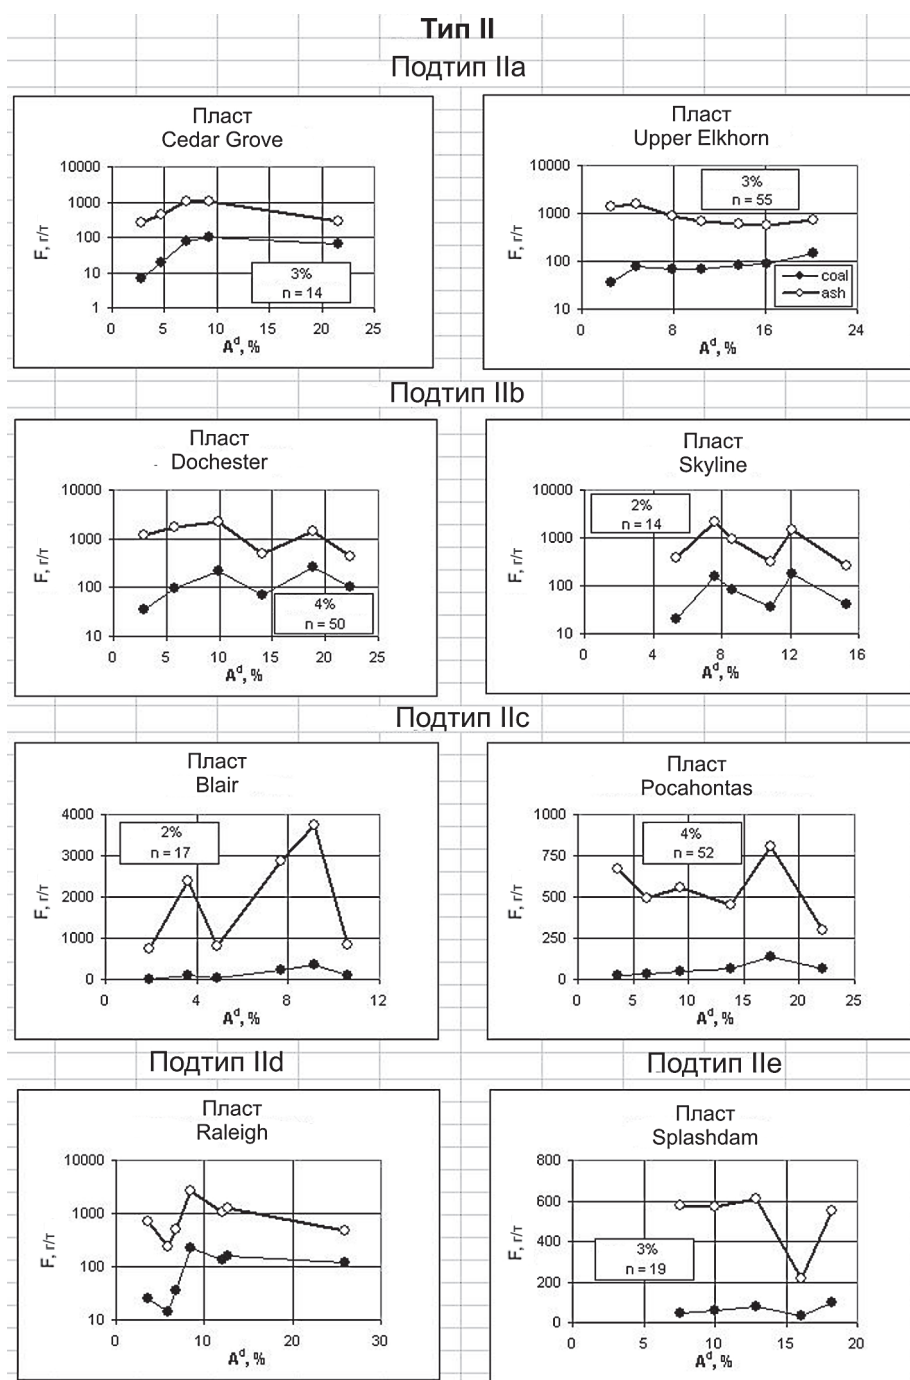 Тип II
Подтип IIa
Пласт
Cedar Grove
10000
1000
100
10
1
F, г/т
3%
n = 14
0 5 10 15 20 25
A^d, %
Пласт
Upper Elkhorn
10000
1000
100
10
F, г/т
3%
n = 55
coal
ash
0 8 16 24
A^d, %
Подтип IIb
Пласт
Dochester
10000
1000
100
10
F, г/т
4%
n = 50
0 5 10 15 20 25
A^d, %
Пласт
Skyline
10000
1000
100
10
F, г/т
2%
n = 14
0 4 8 12 16
A^d, %
Подтип IIc
Пласт
Blair
4000
3000
2000
1000
0
F, г/т
2%
n = 17
0 4 8 12
A^d, %
Пласт
Pocahontas
1000
750
500
250
0
F, г/т
4%
n = 52
0 5 10 15 20 25
A^d, %
Подтип IId
Пласт
Raleigh
10000
1000
100
10
F, г/т
0 10 20 30
A^d, %
Подтип IIe
Пласт
Splashdam
800
600
400
200
0
F, г/т
3%
n = 19
0 5 10 15 20
A^d, %